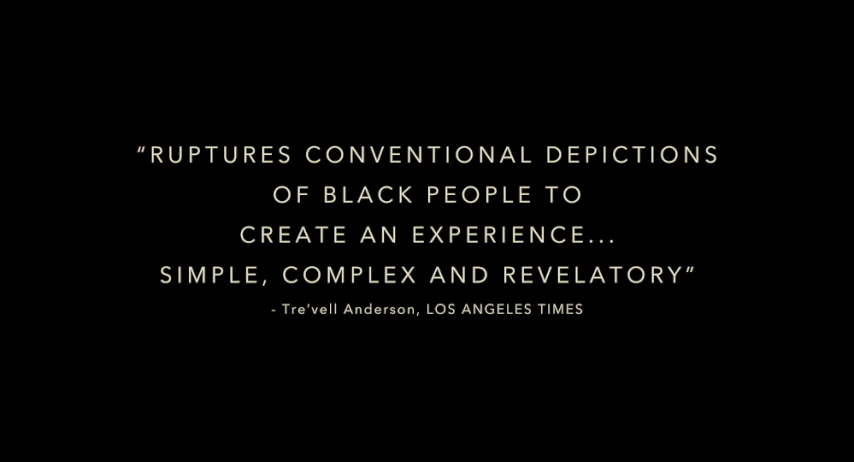 “RUPTURES CONVENTIONAL DEPICTIONS
OF BLACK PEOPLE TO
CREATE AN EXPERIENCE...
SIMPLE, COMPLEX AND REVELATORY”
- Tre’vell Anderson, LOS ANGELES TIMES